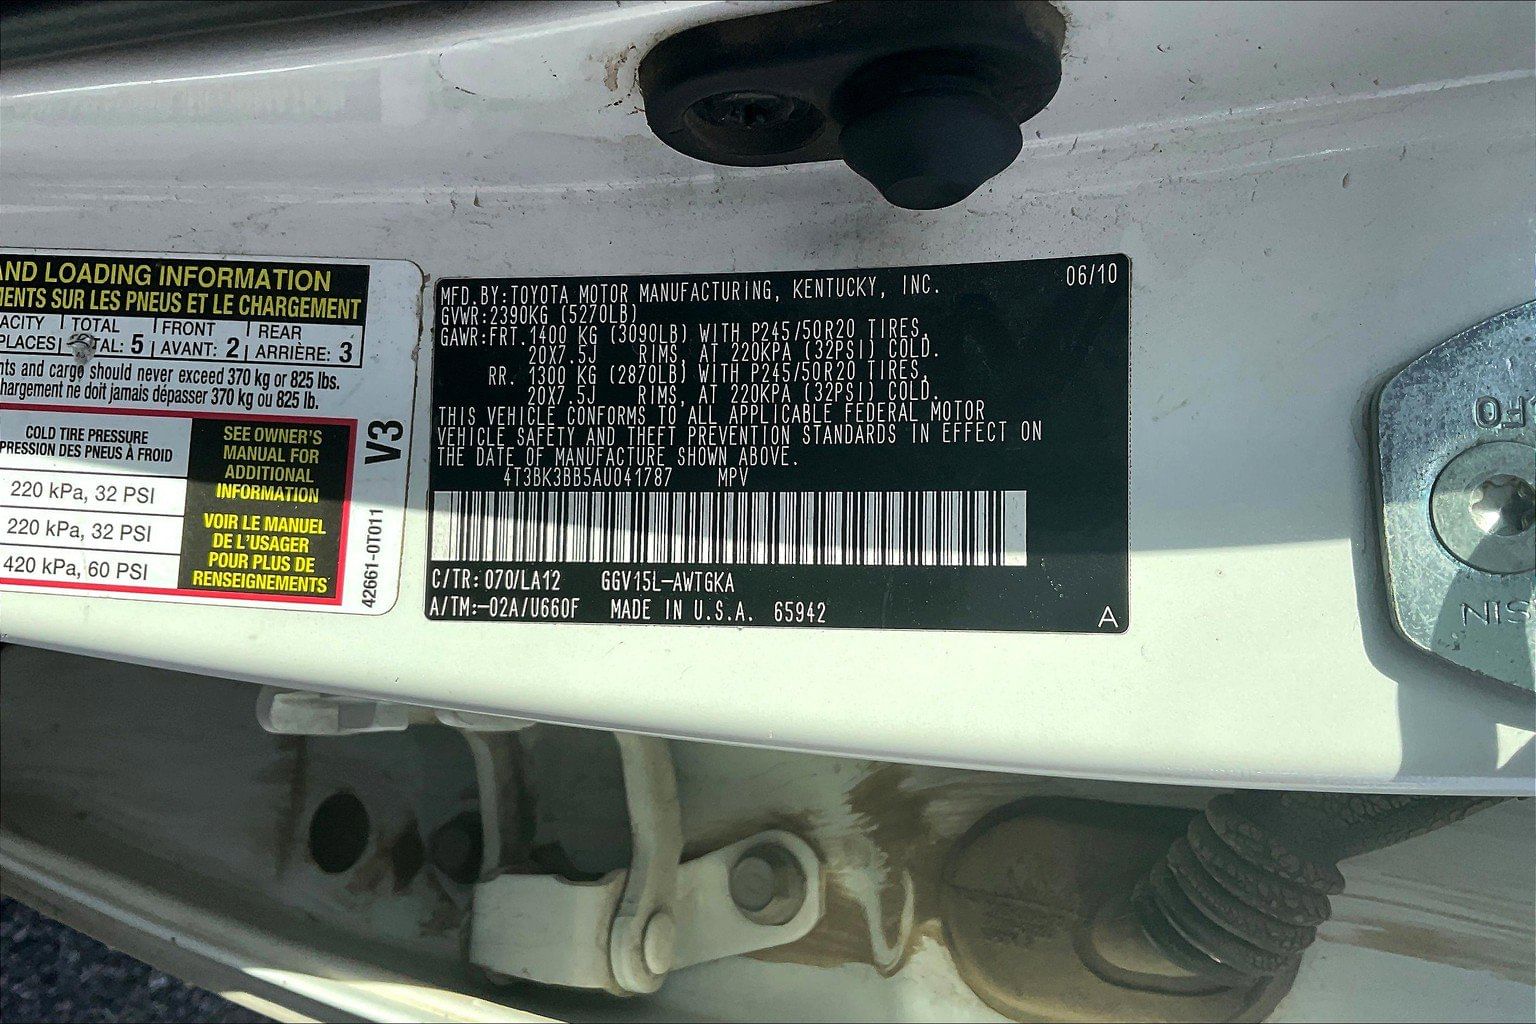 AND LOADING INFORMATION
MENTS SUR LES PNEUS ET LE CHARGEMENT
TOTAL FRONT REAR
PLACES 5 AVANT: 2 ARRIÈRE: 3
and cargo should never exceed 370 kg or 825 lbs.
ne doit jamais dépasser 370 kg ou 825 lb.
COLD TIRE PRESSURE
PRESSION DES PNEUS À FROID
220 kPa, 32 PSI
220 kPa, 32 PSI
420 kPa, 60 PSI
SEE OWNER'S
MANUAL FOR
ADDITIONAL
INFORMATION
VOIR LE MANUEL
DE L'USAGER
POUR PLUS DE
RENSEIGNEMENTS
V3
42661-0T011
MFD.BY:TOYOTA MOTOR MANUFACTURING, KENTUCKY, INC. 06/10
GVWR:2390KG (5270LB)
GAWR:FRT.1400 KG (3090LB) WITH P245/50R20 TIRES,
20X7.5J RIMS, AT 220KPA (32PSI) COLD.
RR. 1300 KG (2870LB) WITH P245/50R20 TIRES,
20X7.5J RIMS, AT 220KPA (32PSI) COLD.
THIS VEHICLE CONFORMS TO ALL APPLICABLE FEDERAL MOTOR
VEHICLE SAFETY AND THEFT PREVENTION STANDARDS IN EFFECT ON
THE DATE OF MANUFACTURE SHOWN ABOVE.
4T3BK3BB5AU041787 MPV
C/TR: 070/LA12 GGV15L-AWTGKA
A/TM:-02A/U660F MADE IN U.S.A. 65942 A